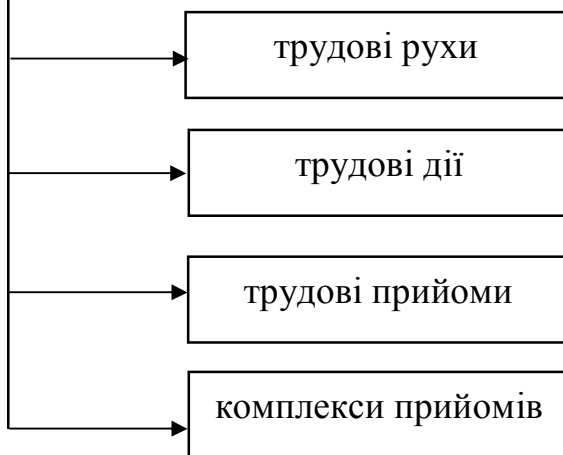 трудові рухи
трудові дії
трудові прийоми
комплекси прийомів